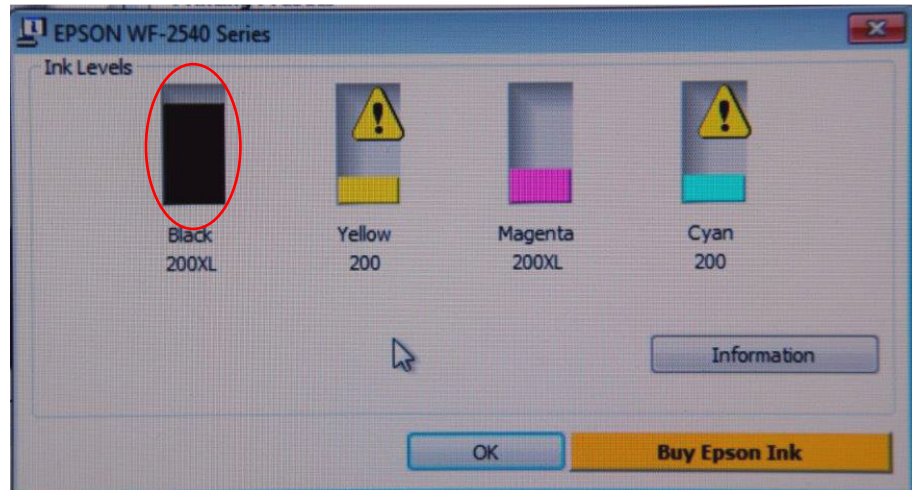 EPSON WF-2540 Series
Ink Levels
Black
200XL
Yellow
200
Magenta
200XL
Cyan
200
Information
OK
Buy Epson Ink